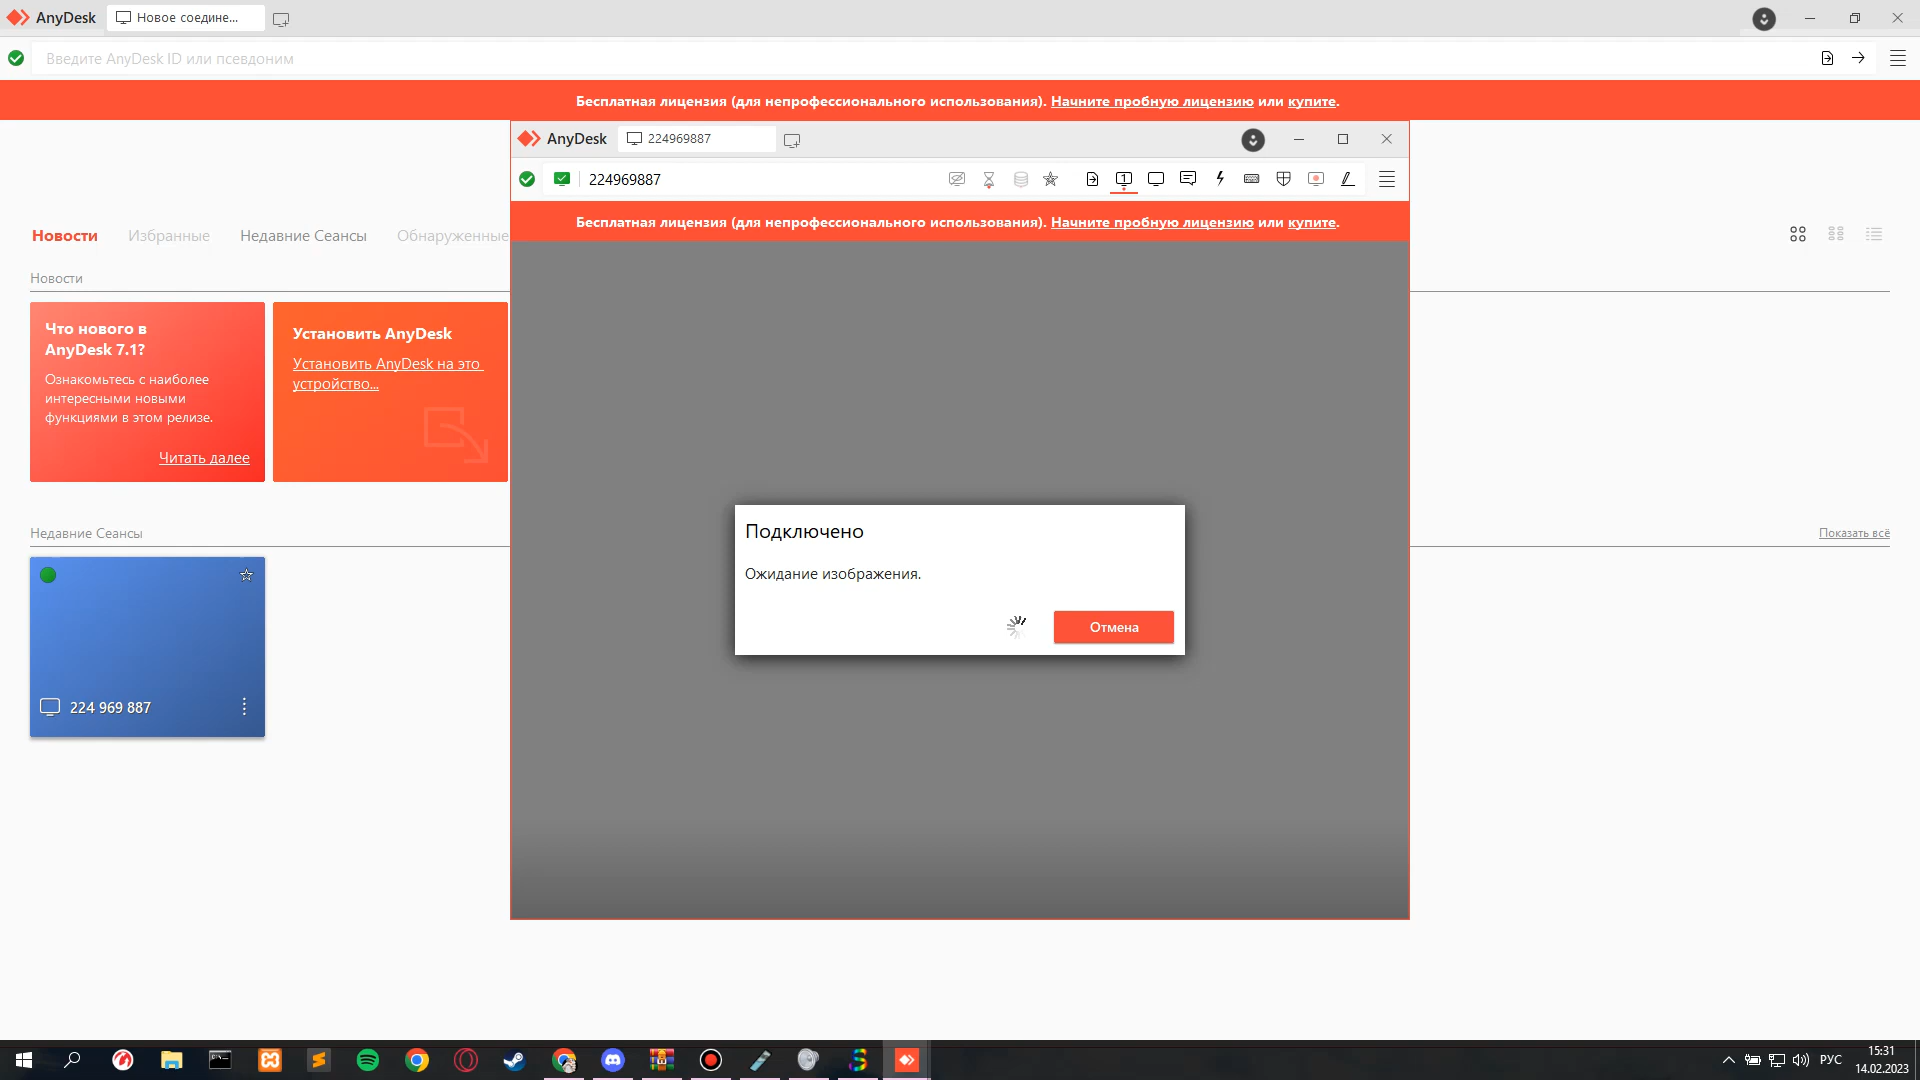 AnyDesk
Новое соедине...
Введите AnyDesk ID или псевдоним
Бесплатная лицензия (для непрофессионального использования). Начните пробную лицензию или купите.
AnyDesk
224969887
224969887
1
Бесплатная лицензия (для непрофессионального использования). Начните пробную лицензию или купите.
Новости
Избранные
Недавние Сеансы
Обнаруженные
Новости
Что нового в
AnyDesk 7.1?
Ознакомьтесь с наиболее
интересными новыми
функциями в этом релизе.
Читать далее
Установить AnyDesk
Установить AnyDesk на это
устройство...
Подключено
Ожидание изображения.
Отмена
Недавние Сеансы
Показать всё
224 969 887
РУС
15:31
14.02.2023